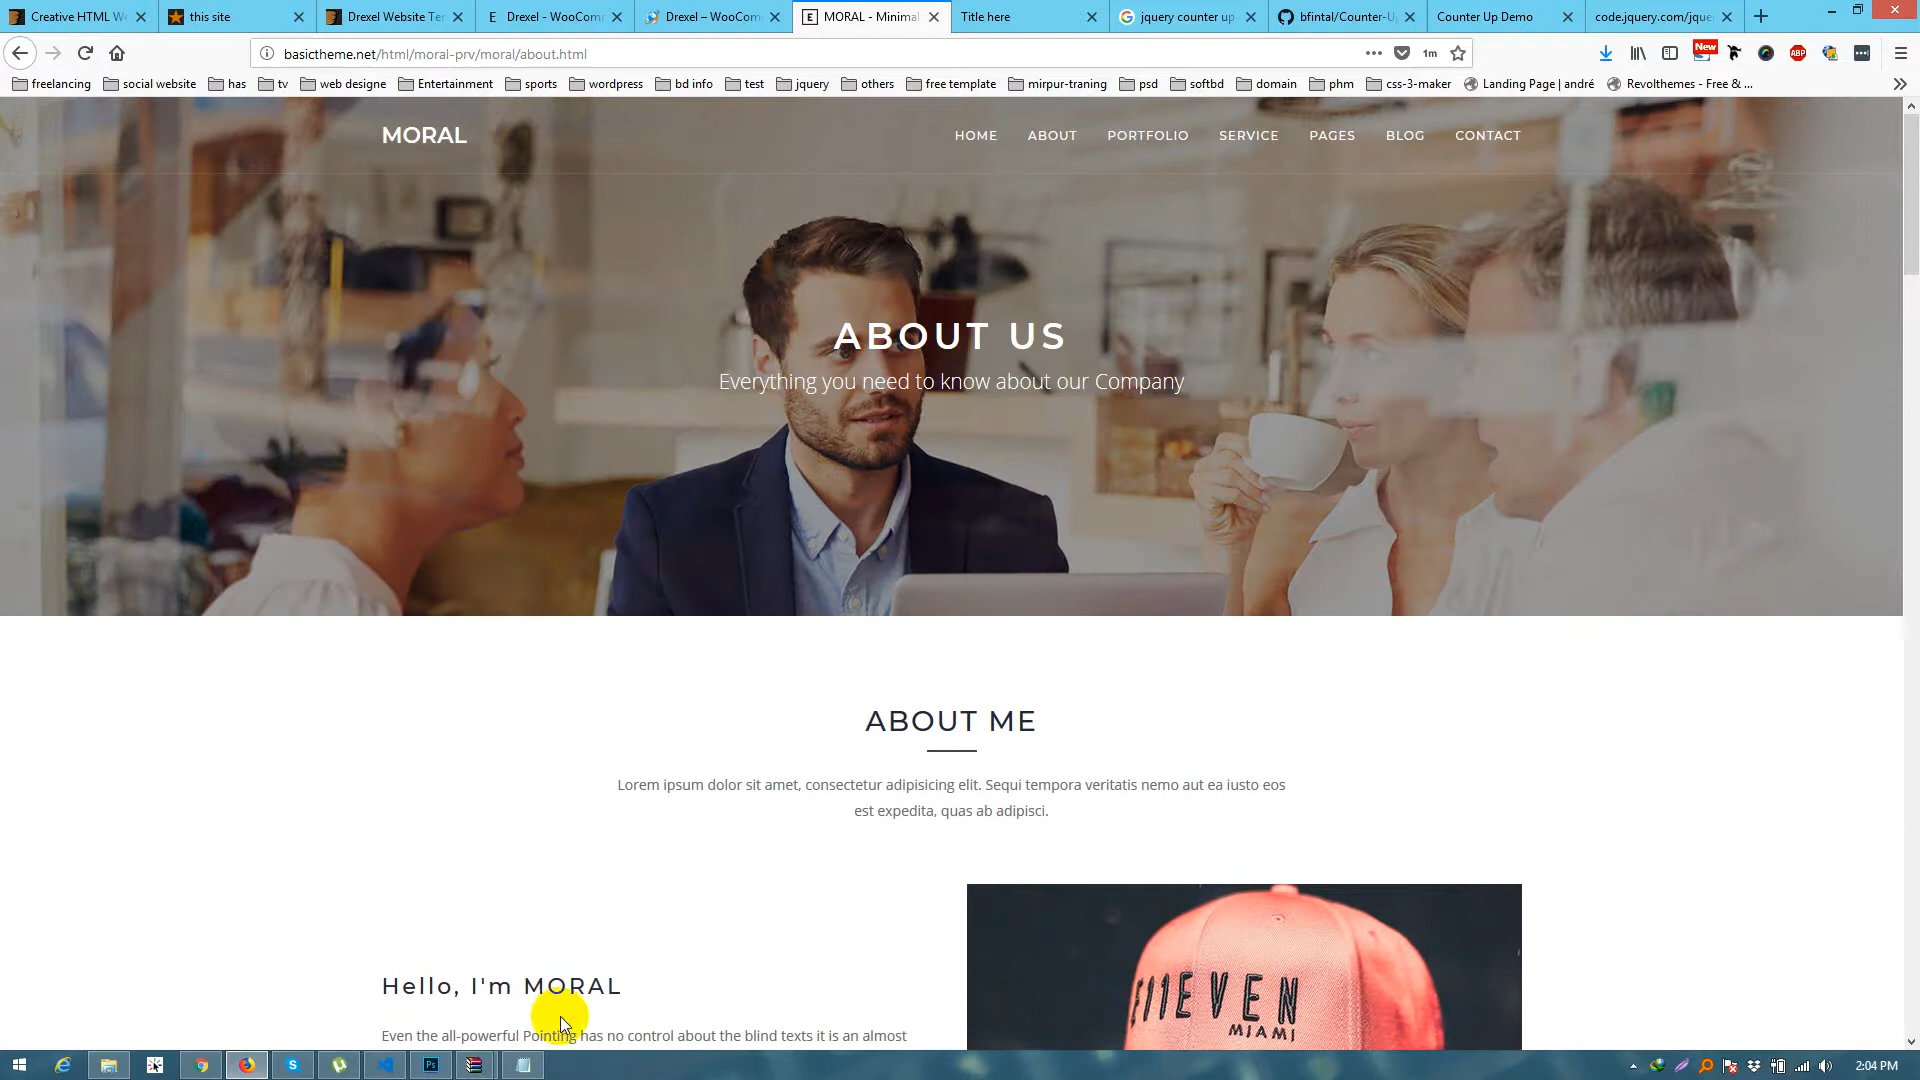 Creative HTML We
this site
Drexel Website Ter
Drexel - WooCom
Drexel – WooCom
MORAL - Minimal
Title here
jquery counter up
bfintal/Counter-U
Counter Up Demo
code.jquery.com/jque
basictheme.net/html/moral-prv/moral/about.html
1m
New
ABP
freelancing
social website
has
tv
web designe
Entertainment
sports
wordpress
bd info
test
jquery
others
free template
mirpur-traning
psd
softbd
domain
phm
css-3-maker
Landing Page | andré
Revolthemes - Free & ...
MORAL
HOME
ABOUT
PORTFOLIO
SERVICE
PAGES
BLOG
CONTACT
ABOUT US
Everything you need to know about our Company
ABOUT ME
Lorem ipsum dolor sit amet, consectetur adipisicing elit. Sequi tempora veritatis nemo aut ea iusto eos
est expedita, quas ab adipisci.
Hello, I'm MORAL
Even the all-powerful Pointing has no control about the blind texts it is an almost
E11EVEN
MIAMI
2:04 PM